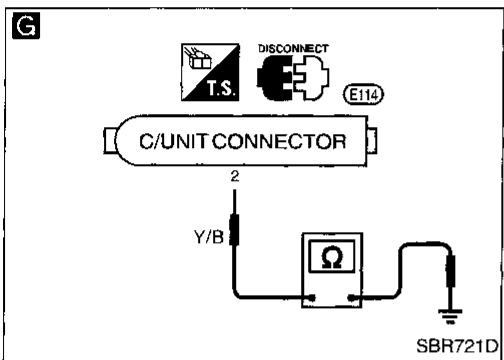 G
DISCONNECT
T.S.
E114
C/UNIT CONNECTOR
2
Y/B
Ω
SBR721D